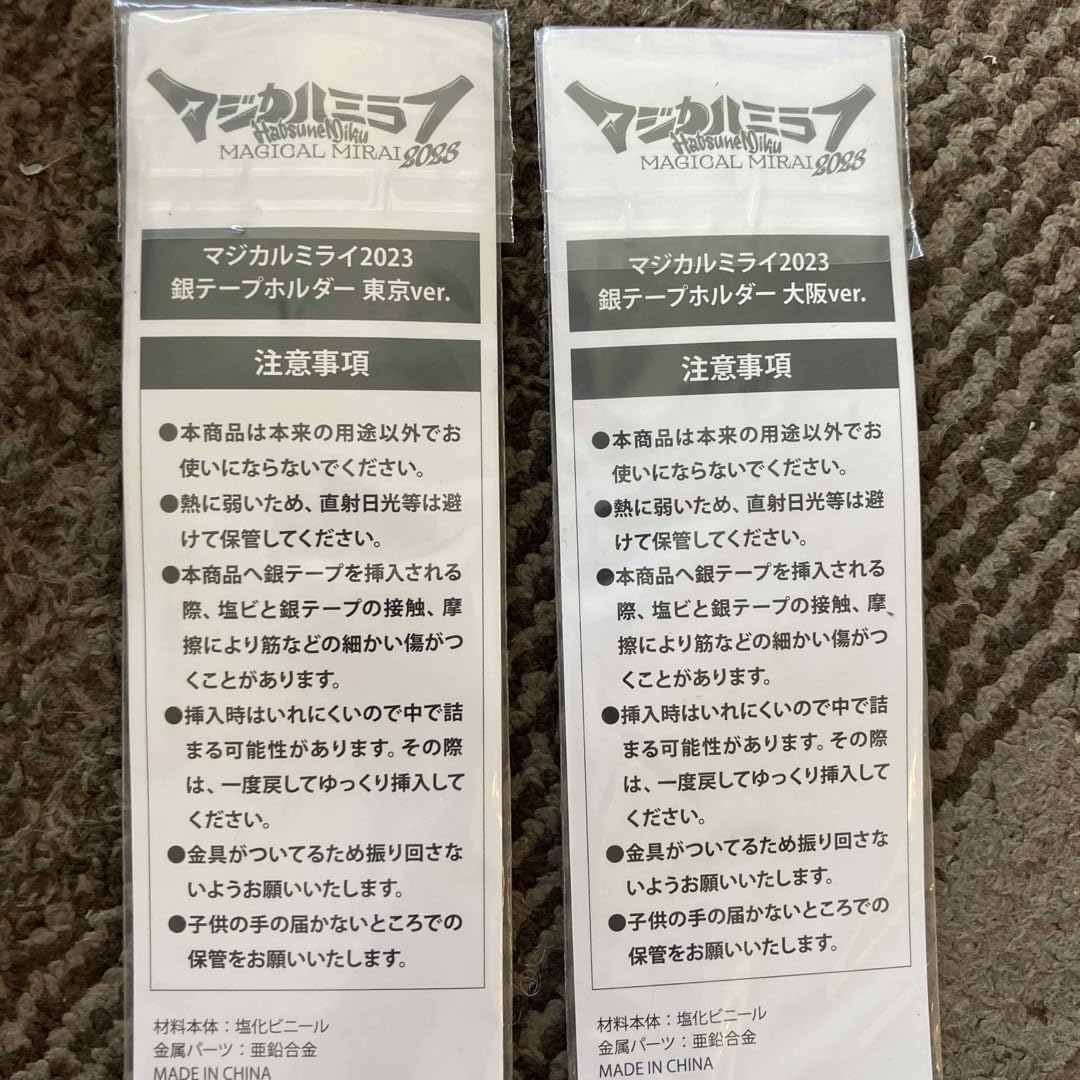 マジカルミライ
HatsuneMiku
MAGICAL MIRAI 2023
マジカルミライ2023
銀テープホルダー 東京ver.
注意事項
●本商品は本来の用途以外でお
使いにならないでください。
●熱に弱いため、直射日光等は避
けて保管してください。
●本商品へ銀テープを挿入される
際、塩ビと銀テープの接触、摩
擦により筋などの細かい傷がつ
くことがあります。
●挿入時はいれにくいので中で詰
まる可能性があります。その際
は、一度戻してゆっくり挿入して
ください。
●金具がついてるため振り回さな
いようお願いいたします。
●子供の手の届かないところでの
保管をお願いいたします。
材料本体：塩化ビニール
金属パーツ：亜鉛合金
MADE IN CHINA
マジカルミライ
HatsuneMiku
MAGICAL MIRAI 2023
マジカルミライ2023
銀テープホルダー 大阪ver.
注意事項
●本商品は本来の用途以外でお
使いにならないでください。
●熱に弱いため、直射日光等は避
けて保管してください。
●本商品へ銀テープを挿入される
際、塩ビと銀テープの接触、摩
擦により筋などの細かい傷がつ
くことがあります。
●挿入時はいれにくいので中で詰
まる可能性があります。その際
は、一度戻してゆっくり挿入して
ください。
●金具がついてるため振り回さな
いようお願いいたします。
●子供の手の届かないところでの
保管をお願いいたします。
材料本体：塩化ビニール
金属パーツ：亜鉛合金
MADE IN CHINA